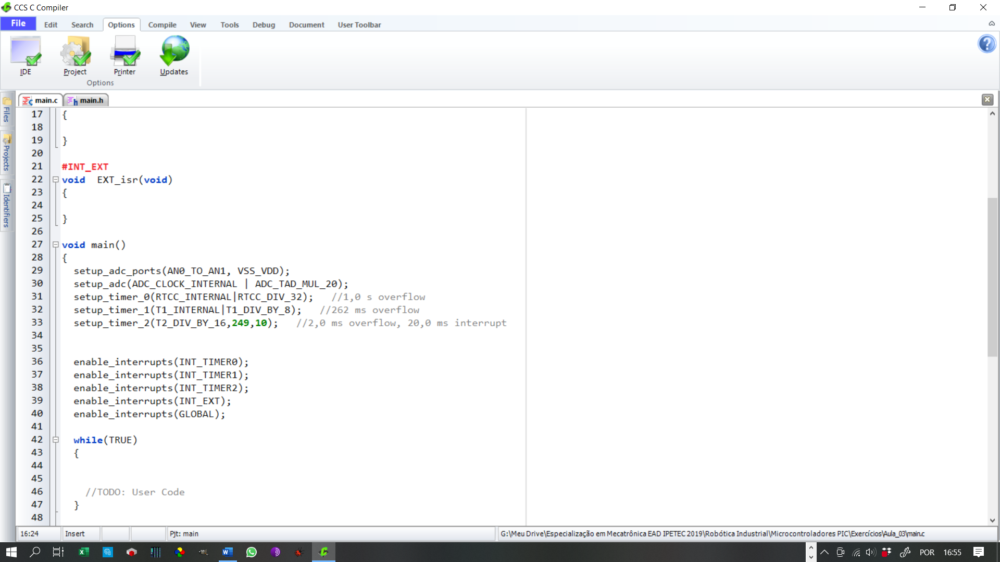 CCS C Compiler
File Edit Search Options Compile View Tools Debug Document User Toolbar
IDE Project Printer Updates
Options
main.c main.h
Files
Projects
Identifiers
17 {
18
19 }
20
21 #INT_EXT
22 void  EXT_isr(void)
23 {
24
25 }
26
27 void main()
28 {
29   setup_adc_ports(AN0_TO_AN1, VSS_VDD);
30   setup_adc(ADC_CLOCK_INTERNAL | ADC_TAD_MUL_20);
31   setup_timer_0(RTCC_INTERNAL|RTCC_DIV_32);   //1,0 s overflow
32   setup_timer_1(T1_INTERNAL|T1_DIV_BY_8);   //262 ms overflow
33   setup_timer_2(T2_DIV_BY_16,249,10);   //2,0 ms overflow, 20,0 ms interrupt
34
35
36   enable_interrupts(INT_TIMER0);
37   enable_interrupts(INT_TIMER1);
38   enable_interrupts(INT_TIMER2);
39   enable_interrupts(INT_EXT);
40   enable_interrupts(GLOBAL);
41
42   while(TRUE)
43   {
44
45
46     //TODO: User Code
47   }
48
16:24 Insert Pjt: main G:\Meu Drive\Especialização em Mecatrônica EAD IPETEC 2019\Robótica Industrial\Microcontroladores PIC\Exercícios\Aula_03\main.c
POR 16:55